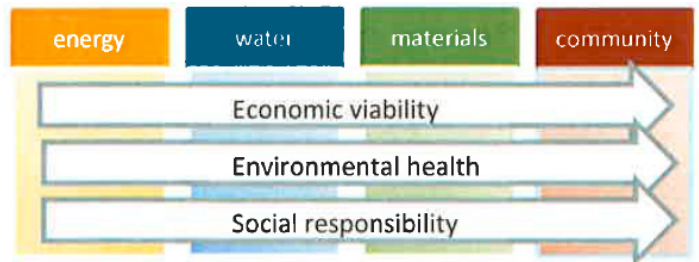 energy water materials community
Economic viability
Environmental health
Social responsibility